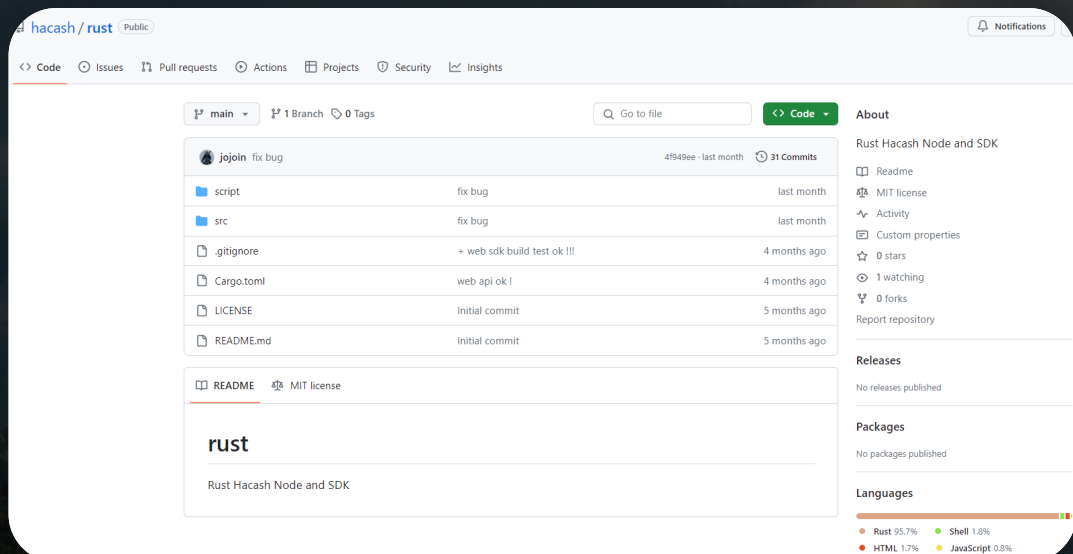 hacash / rust Public
Notifications
Code Issues Pull requests Actions Projects Security Insights
main 1 Branch 0 Tags Go to file Code
jojoin fix bug 4f949ee · last month 31 Commits
script fix bug last month
src fix bug last month
.gitignore + web sdk build test ok !!! 4 months ago
Cargo.toml web api ok ! 4 months ago
LICENSE Initial commit 5 months ago
README.md Initial commit 5 months ago
README MIT license
rust
Rust Hacash Node and SDK
About
Rust Hacash Node and SDK
Readme
MIT license
Activity
Custom properties
0 stars
1 watching
0 forks
Report repository
Releases
No releases published
Packages
No packages published
Languages
Rust 95.7% Shell 1.8%
HTML 1.7% JavaScript 0.8%